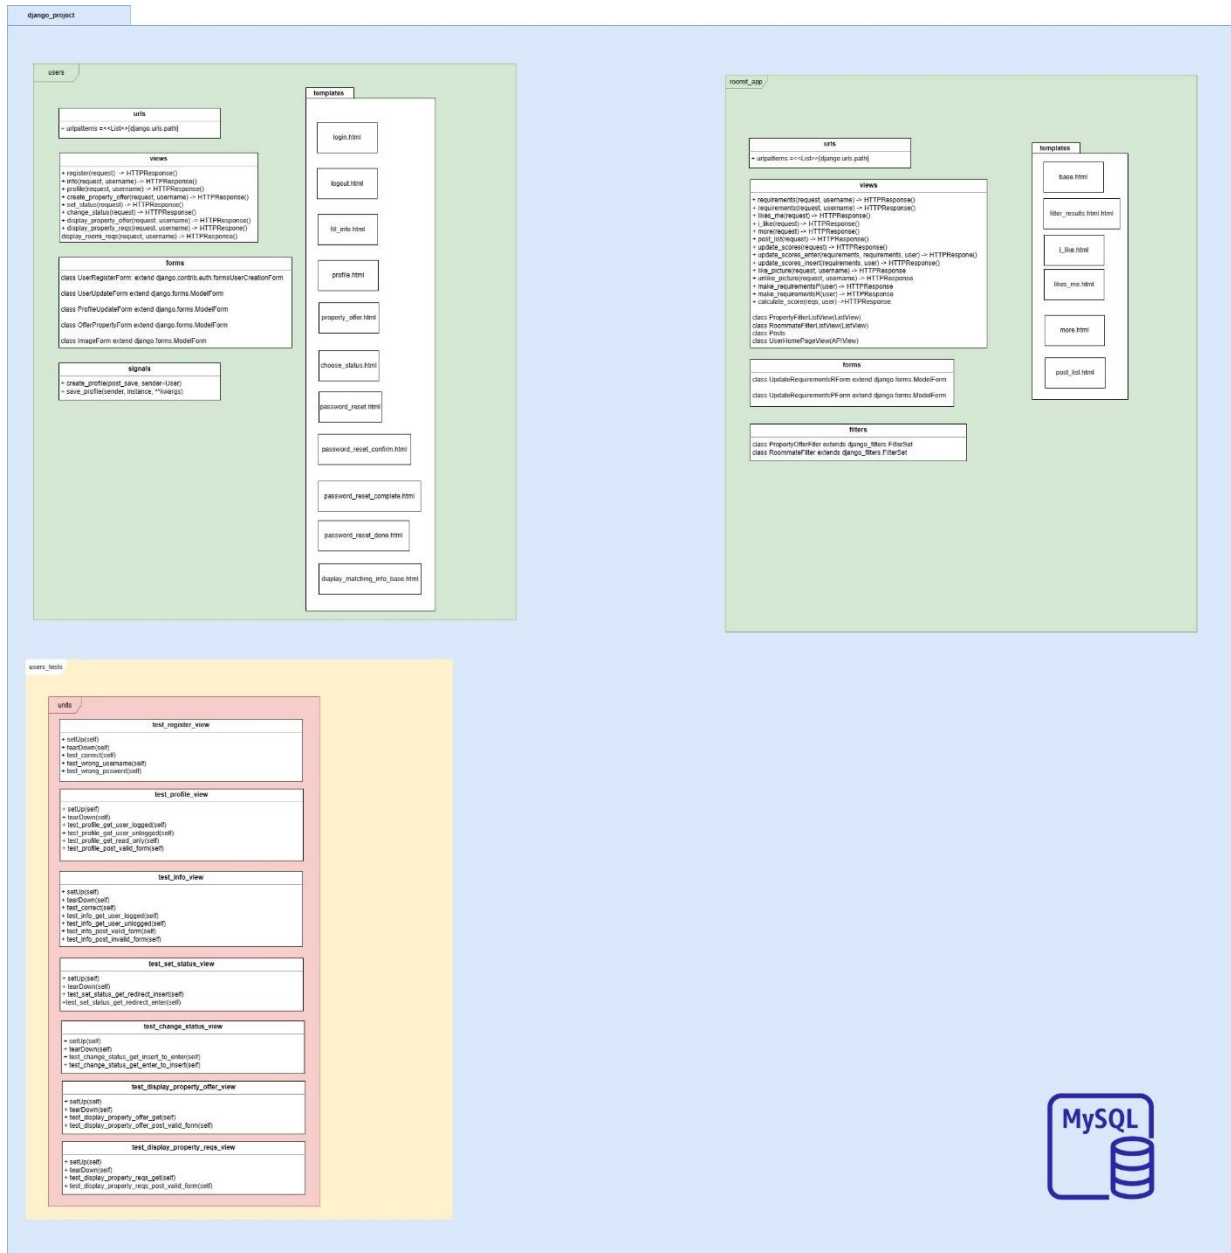 django_project
users
urls
+ urlpatterns =<<List>>[django.urls.path]
views
+ register(request) -> HTTPResponse()
+ info(request, username) -> HTTPResponse()
+ profile(request, username) -> HTTPResponse()
+ create_property_offer(request, username) -> HTTPResponse()
+ set_status(request) -> HTTPResponse()
+ change_status(request) -> HTTPResponse()
+ display_property_offer(request, username) -> HTTPResponse()
+ display_property_reqs(request, username) -> HTTPRespone()
display_roomi_reqs(request, username) -> HTTPResponse()
forms
class UserRegisterForm: extend django.contrib.auth.formsUserCreationForm
class UserUpdateForm extend django.forms.ModelForm
class ProfileUpdateForm extend django.forms.ModelForm
class OfferPropertyForm extend django.forms.ModelForm
class ImageForm extend django.forms.ModelForm
signals
+ create_profile(post_save, sender=User)
+ save_profile(sender, instance, **kwargs)
templates
login.html
logout.html
fill_info.html
profile.html
property_offer.html
choose_status.html
password_reset.html
password_reset_confirm.html
password_reset_complete.html
password_reset_done.html
display_matching_info_base.html
roomit_app
urls
+ urlpatterns =<<List>>[django.urls.path]
views
+ requirements(request, username) -> HTTPResponse()
+ requirements(request, username) -> HTTPResponse()
+ likes_me(request) -> HTTPResponse()
+ i_like(request) -> HTTPResponse()
+ more(request) -> HTTPResponse()
+ post_list(request) -> HTTPResponse()
+ update_scores(request) -> HTTPResponse()
+ update_scores_enter(requirements, requirements, user) -> HTTPRespone()
+ update_scores_insert(requirements, user) -> HTTPResponse()
+ like_picture(request, username) -> HTTPResponse
+ unlike_picture(request, username) -> HTTPResponse
+ make_requirementsP(user) -> HTTPResponse
+ make_requirementsR(user) -> HTTPResponse
+ calculate_score(reqs, user) ->HTTPResponse
class PropertyFilterListView(ListView)
class RoommateFilterListView(ListView)
class Posts
class UserHomePageView(APIView)
forms
class UpdateRequirementsRForm extend django.forms.ModelForm
class UpdateRequirementsPForm extend django.forms.ModelForm
filters
class PropertyOfferFilter extends django_filters.FilterSet
class RoommateFilter extends django_filters.FilterSet
templates
base.html
filter_results.html.html
i_like.html
likes_me.html
more.html
post_list.html
users_tests
units
test_register_view
+ setUp(self)
+ tearDown(self)
+ test_correct(self)
+ test_wrong_username(self)
+ test_wrong_pssword(self)
test_profile_view
+ setUp(self)
+ tearDown(self)
+ test_profile_get_user_logged(self)
+ test_profile_get_user_unlogged(self)
+ test_profile_get_read_only(self)
+ test_profile_post_valid_form(self)
test_info_view
+ setUp(self)
+ tearDown(self)
+ test_correct(self)
+ test_info_get_user_logged(self)
+ test_info_get_user_unlogged(self)
+ test_info_post_valid_form(self)
+ test_info_post_invalid_form(self)
test_set_status_view
+ setUp(self)
+ tearDown(self)
+ test_set_status_get_redirect_insert(self)
+test_set_status_get_redirect_enter(self)
test_change_status_view
+ setUp(self)
+ tearDown(self)
+ test_change_status_get_insert_to_enter(self)
+ test_change_status_get_enter_to_insert(self)
test_display_property_offer_view
+ setUp(self)
+ tearDown(self)
+ test_display_property_offer_get(self)
+ test_display_property_offer_post_valid_form(self)
test_display_property_reqs_view
+ setUp(self)
+ tearDown(self)
+ test_display_property_reqs_get(self)
+ test_display_property_reqs_post_valid_form(self)
MySQL